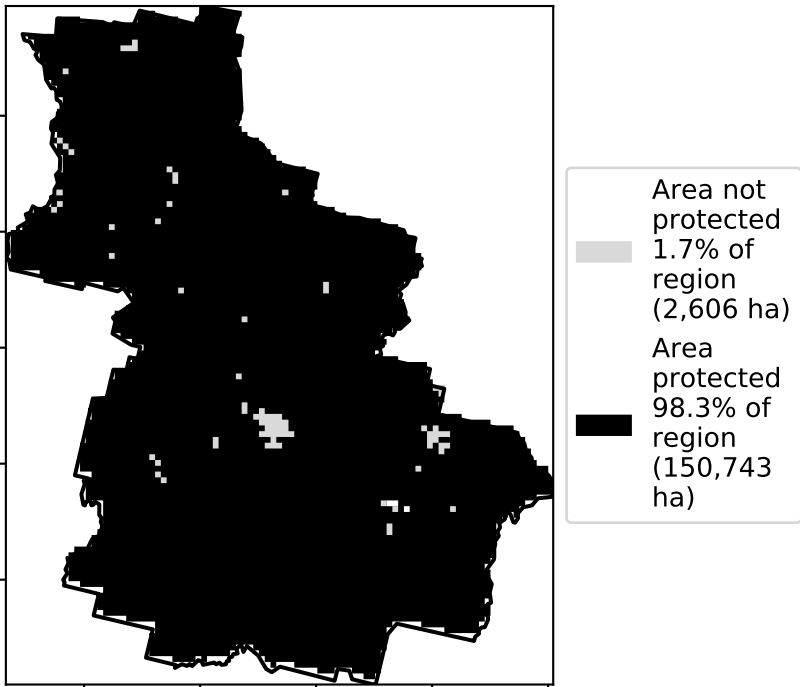 Area not
protected
1.7% of
region
(2,606 ha)
Area
protected
98.3% of
region
(150,743
ha)